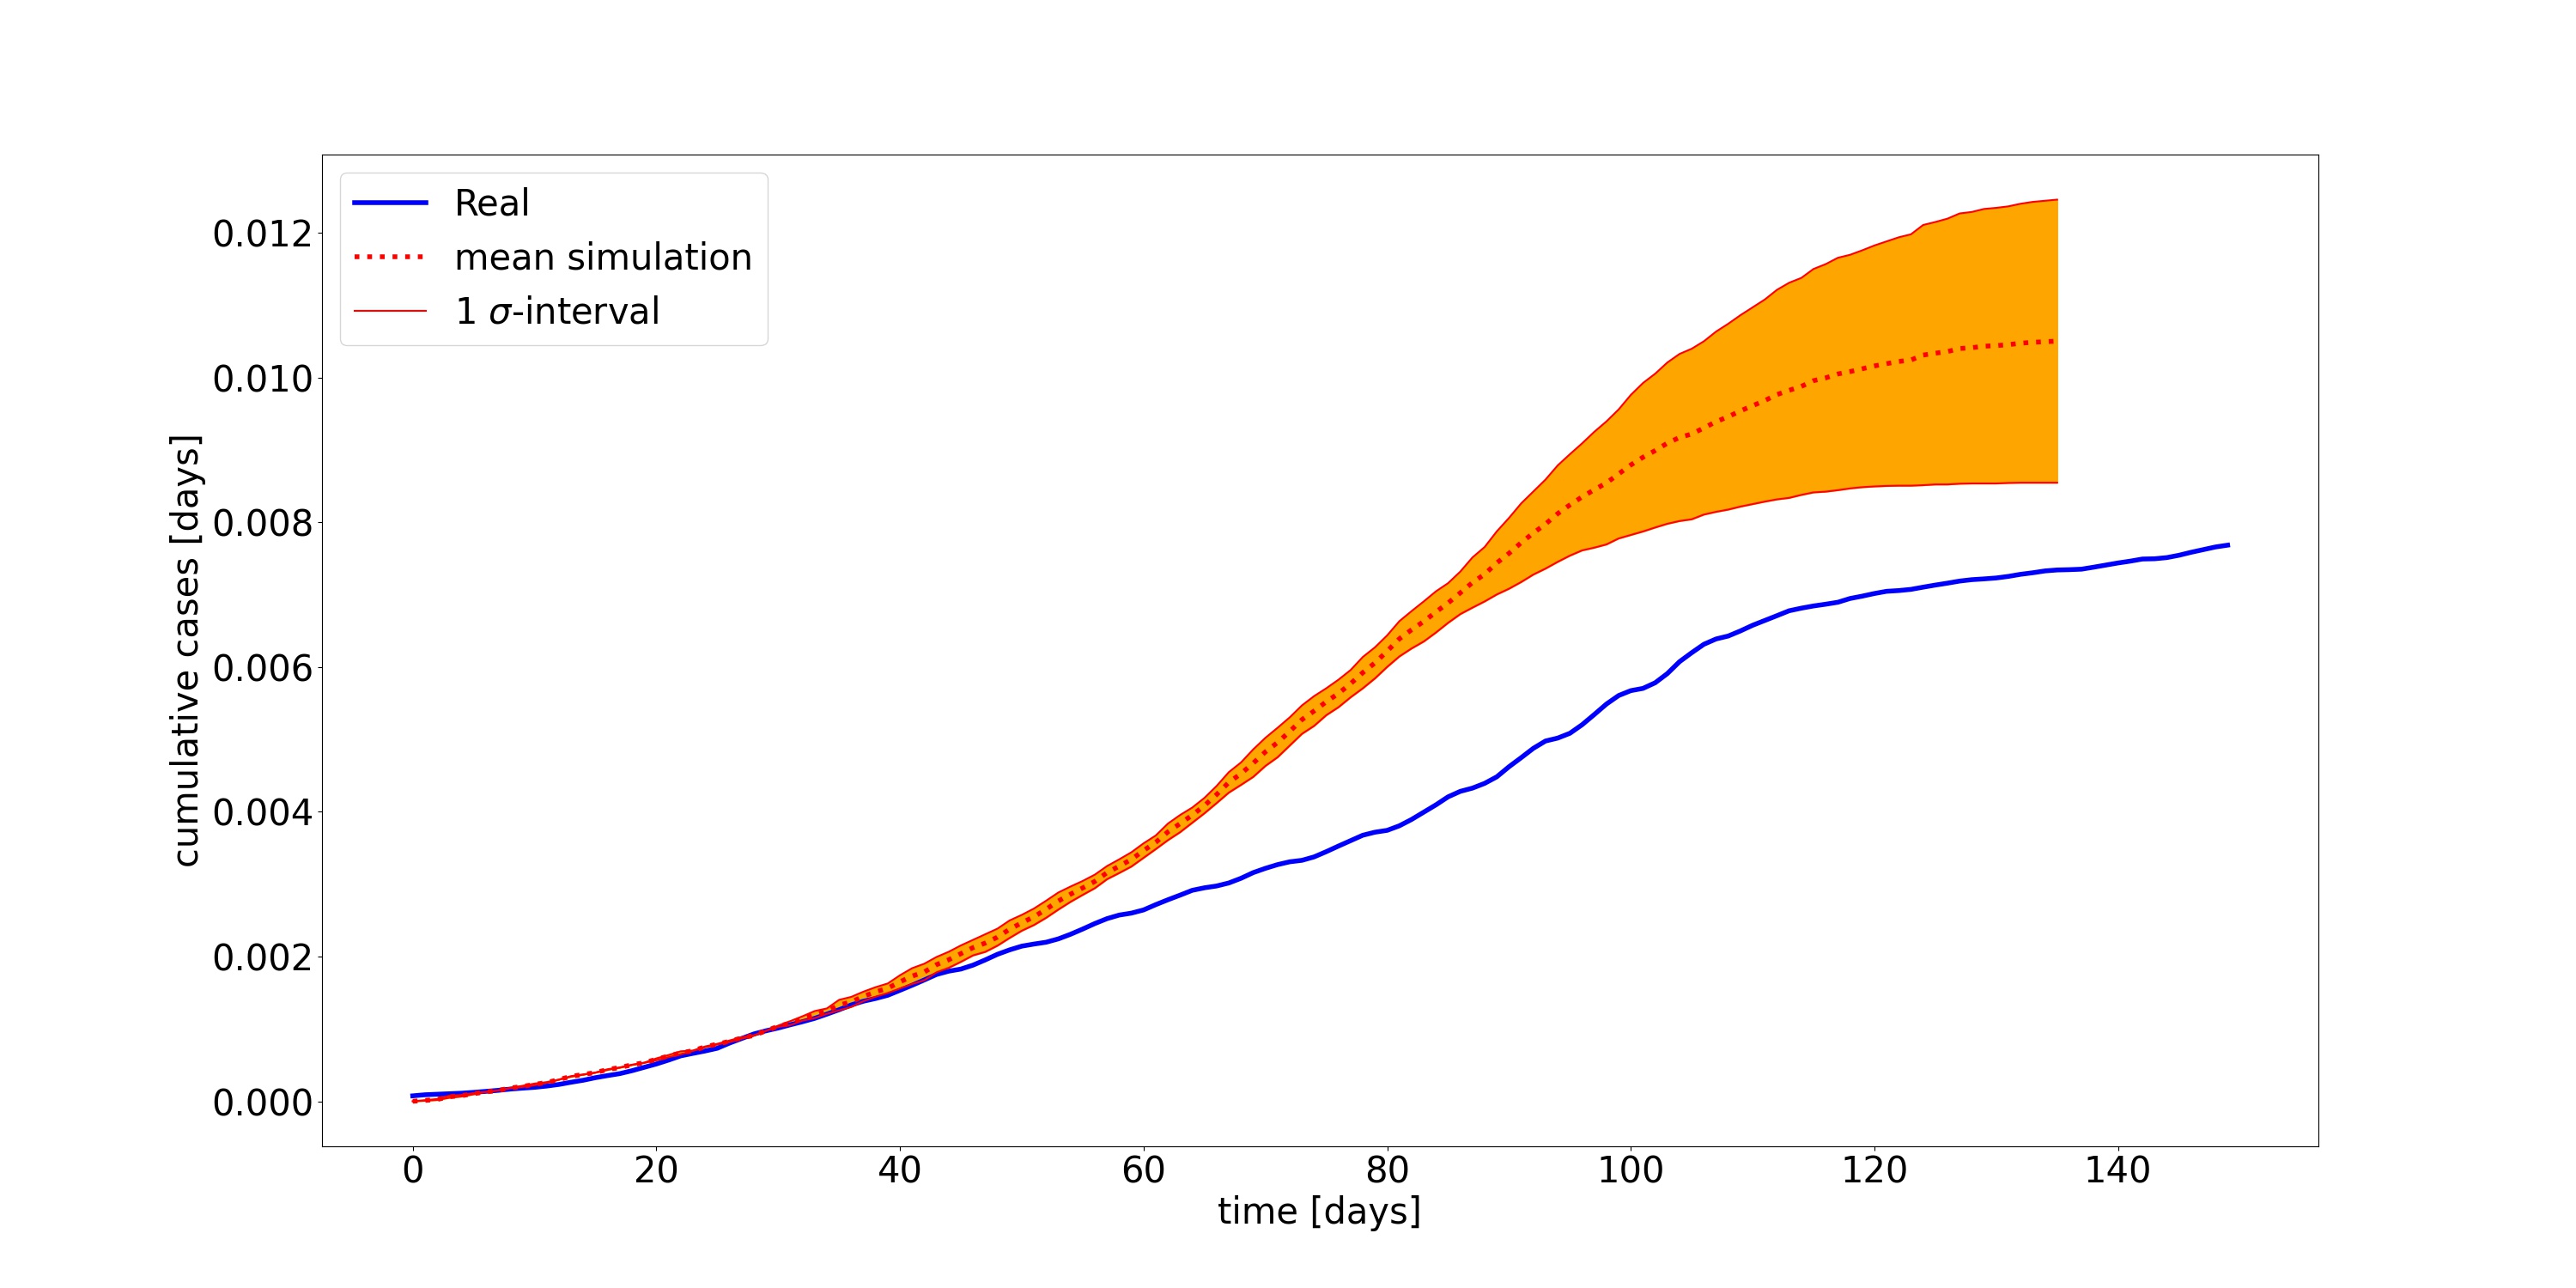 Real
mean simulation
1 σ-interval
0.012
0.010
0.008
0.006
0.004
0.002
0.000
cumulative cases [days]
0 20 40 60 80 100 120 140
time [days]